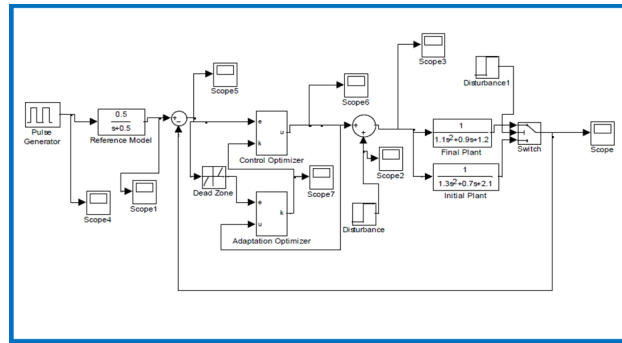 Scope3
Scope5
Disturbance1
Scope6
Pulse
Generator
0.5
s+0.5
Reference Model
+
−
e
u
k
Control Optimizer
+
+
1
1.1s²+0.9s+1.2
Final Plant
Switch
Scope
Scope4
Scope1
Dead Zone
e
k
u
Adaptation Optimizer
Scope7
Scope2
Disturbance
1
1.3s²+0.7s+2.1
Initial Plant